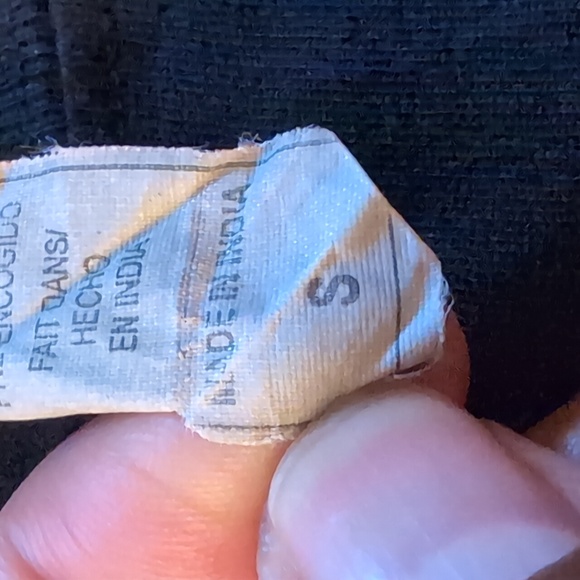 ENCOGIDO
FAIT DANS/
HECHO
EN INDIA
MADE IN INDIA
S